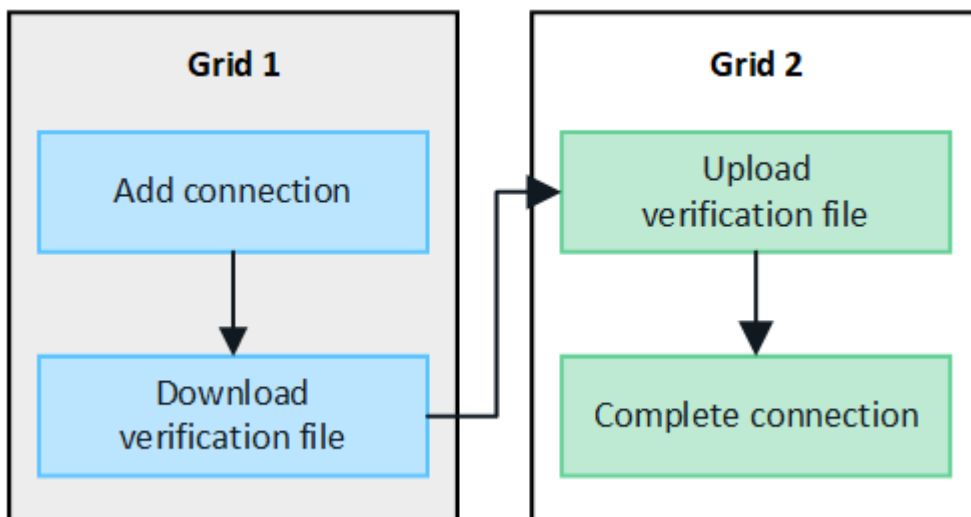 Grid 1
Add connection
Download
verification file
Grid 2
Upload
verification file
Complete connection